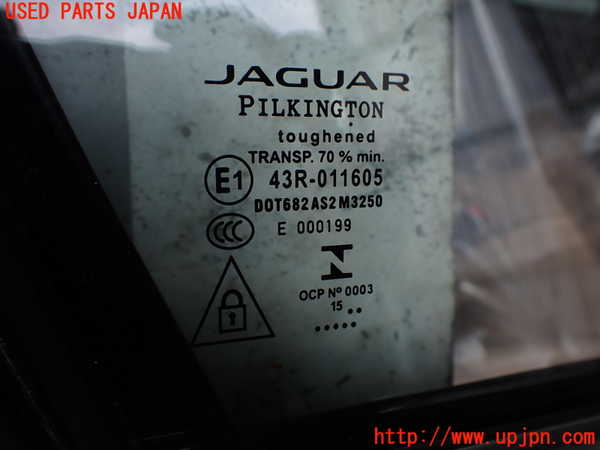 USED PARTS JAPAN
JAGUAR
PILKINGTON
toughened
TRANSP. 70 % min.
E1 43R-011605
DOT682AS2M3250
CCC E 000199
OCP Nº 0003
15
http://www.upjpn.com/